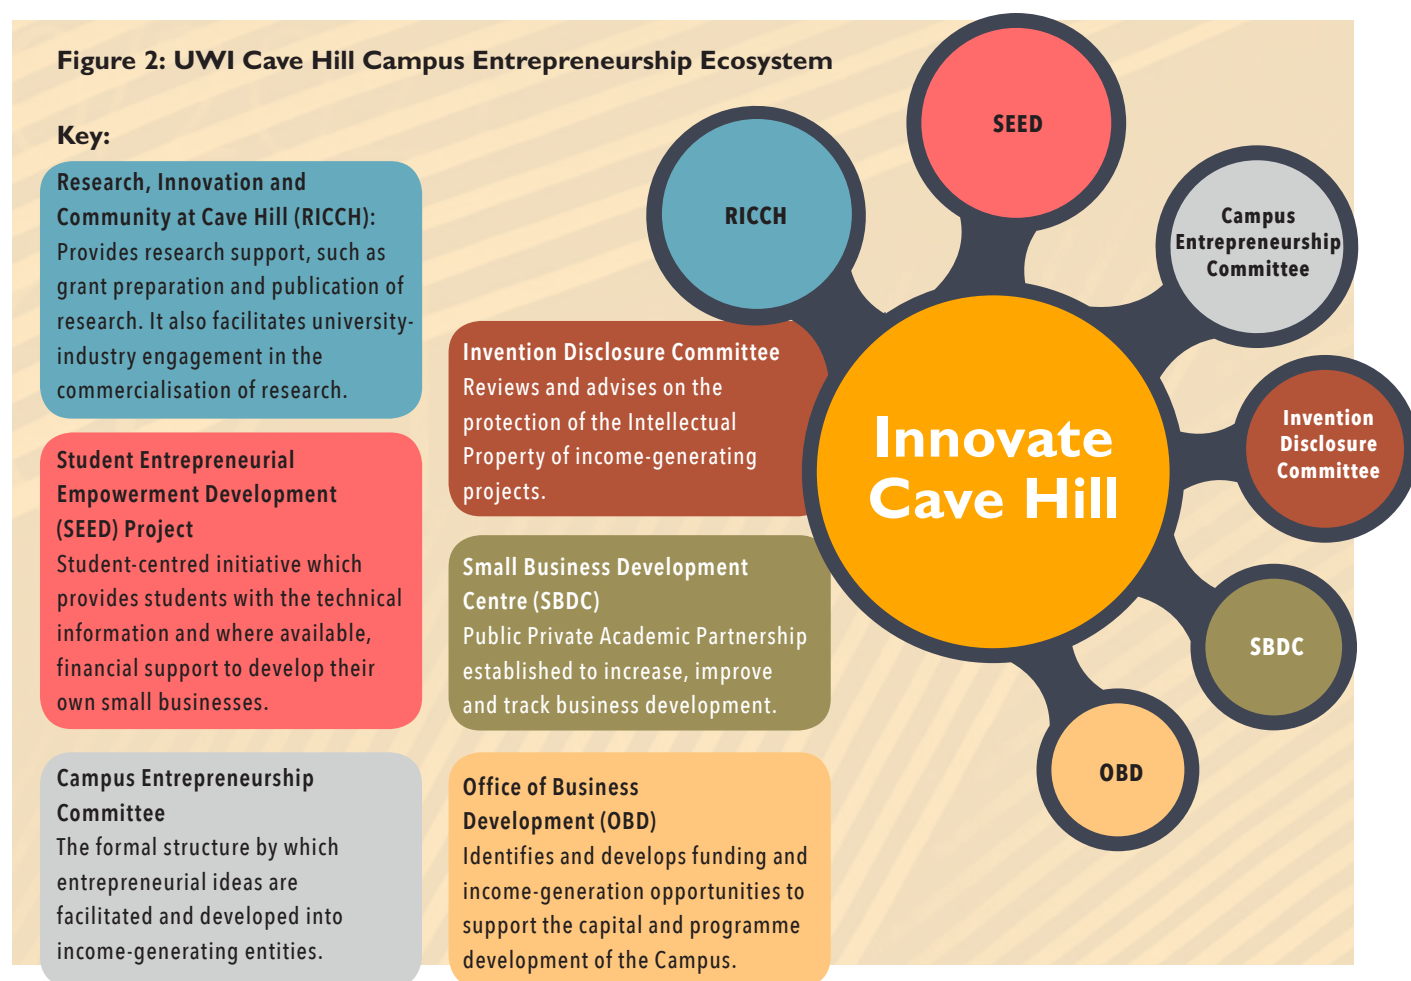 Figure 2: UWI Cave Hill Campus Entrepreneurship Ecosystem
Key:
Research, Innovation and
Community at Cave Hill (RICCH):
Provides research support, such as
grant preparation and publication of
research. It also facilitates university-
industry engagement in the
commercialisation of research.
Student Entrepreneurial
Empowerment Development
(SEED) Project
Student-centred initiative which
provides students with the technical
information and where available,
financial support to develop their
own small businesses.
Campus Entrepreneurship
Committee
The formal structure by which
entrepreneurial ideas are
facilitated and developed into
income-generating entities.
Invention Disclosure Committee
Reviews and advises on the
protection of the Intellectual
Property of income-generating
projects.
Small Business Development
Centre (SBDC)
Public Private Academic Partnership
established to increase, improve
and track business development.
Office of Business
Development (OBD)
Identifies and develops funding and
income-generation opportunities to
support the capital and programme
development of the Campus.
RICCH
SEED
Campus
Entrepreneurship
Committee
Invention
Disclosure
Committee
SBDC
OBD
Innovate
Cave Hill